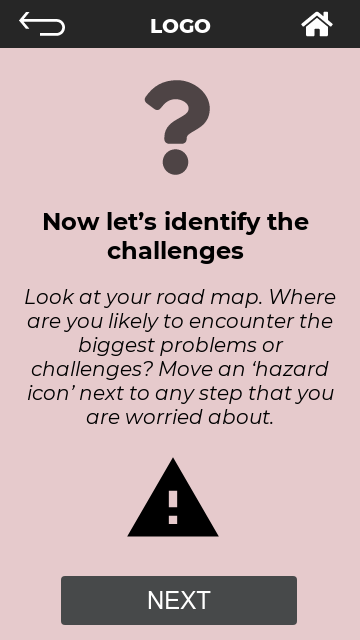 LOGO
Now let’s identify the
challenges
Look at your road map. Where
are you likely to encounter the
biggest problems or
challenges? Move an ‘hazard
icon’ next to any step that you
are worried about.
NEXT